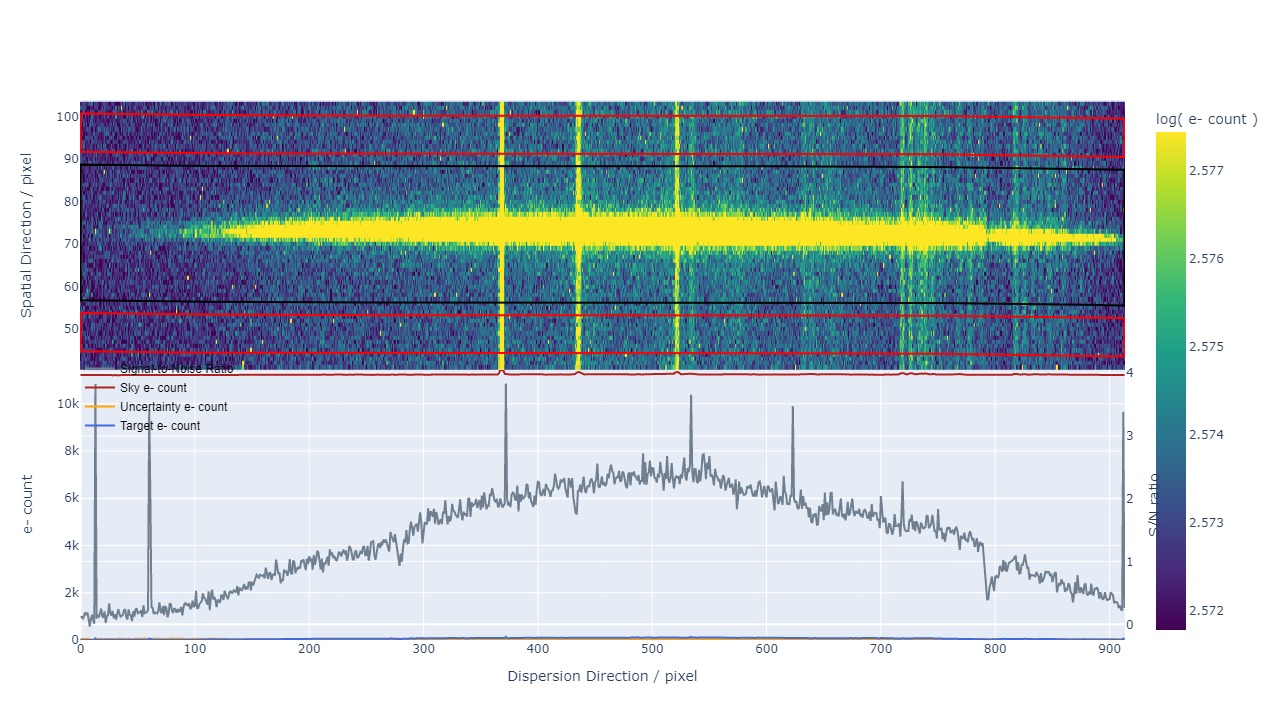 log( e- count )
100
90
80
70
60
50
Spatial Direction / pixel
2.577
2.576
2.575
2.574
2.573
2.572
Signal to Noise Ratio
Sky e- count
Uncertainty e- count
Target e- count
10k
8k
6k
4k
2k
0
e- count
4
3
2
1
0
S/N ratio
0 100 200 300 400 500 600 700 800 900
Dispersion Direction / pixel